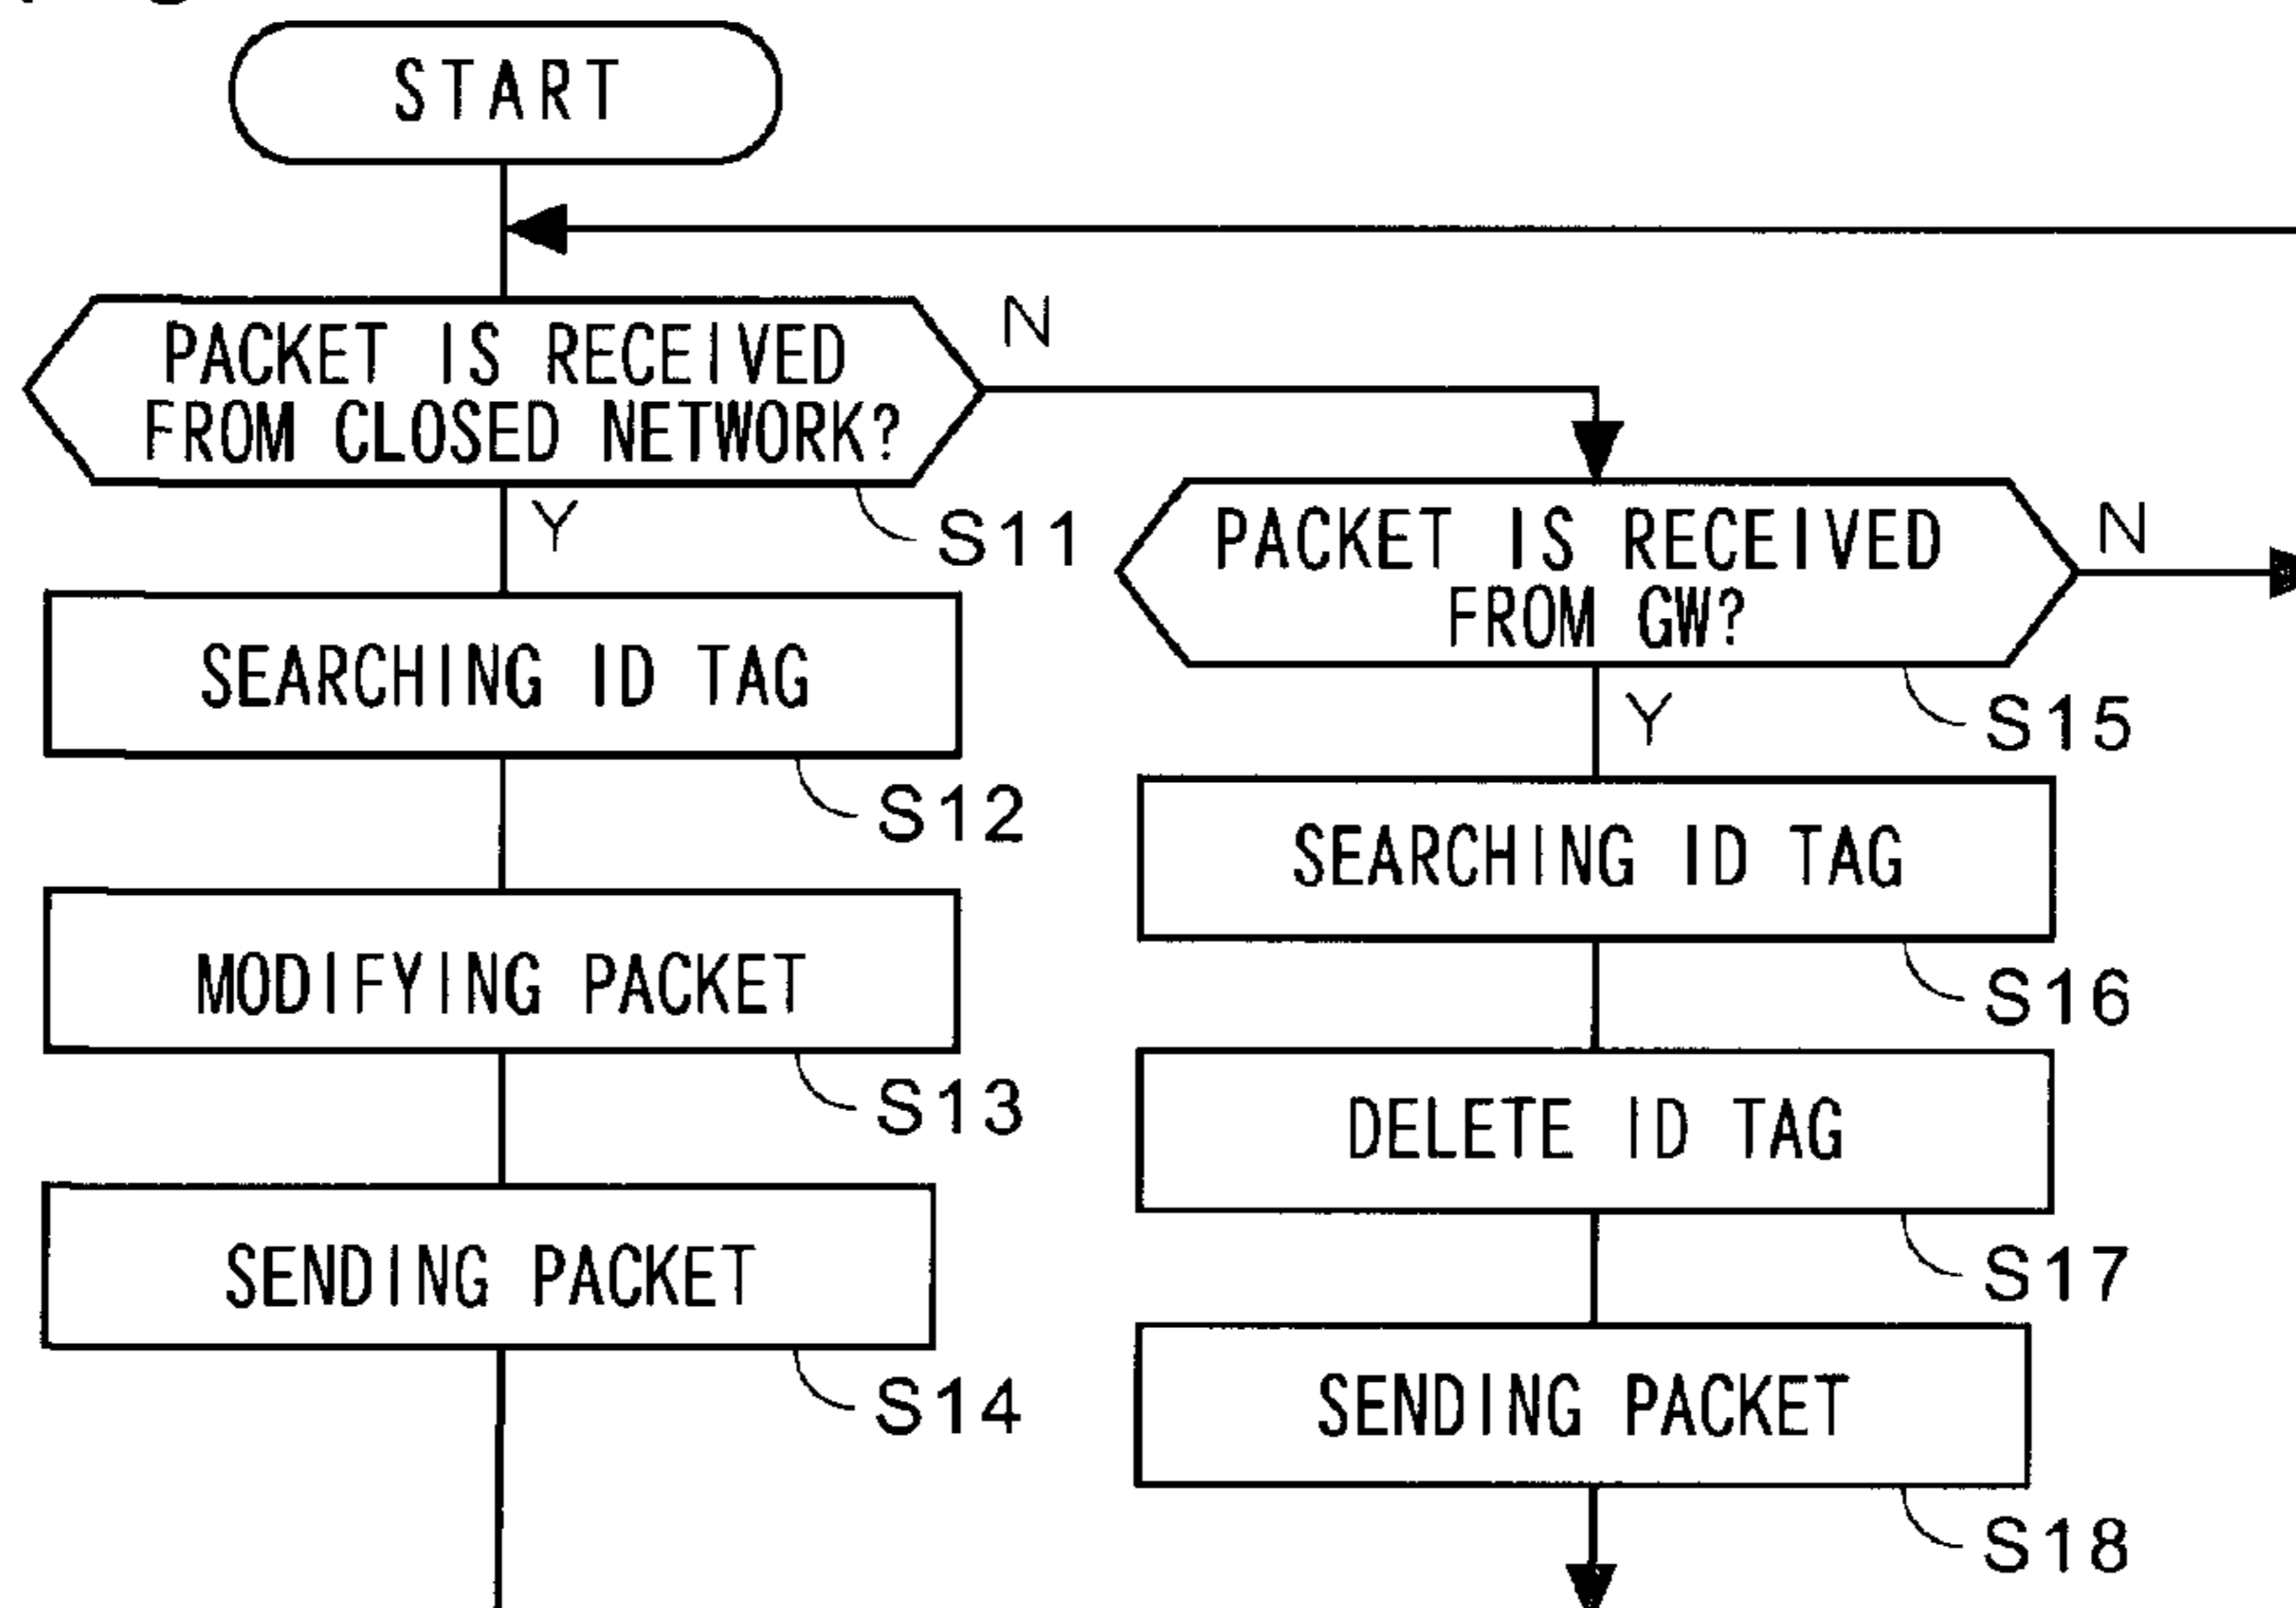 START
PACKET IS RECEIVED
FROM CLOSED NETWORK?
N
Y
S11
SEARCHING ID TAG
S12
MODIFYING PACKET
S13
SENDING PACKET
S14
PACKET IS RECEIVED
FROM GW?
N
Y
S15
SEARCHING ID TAG
S16
DELETE ID TAG
S17
SENDING PACKET
S18